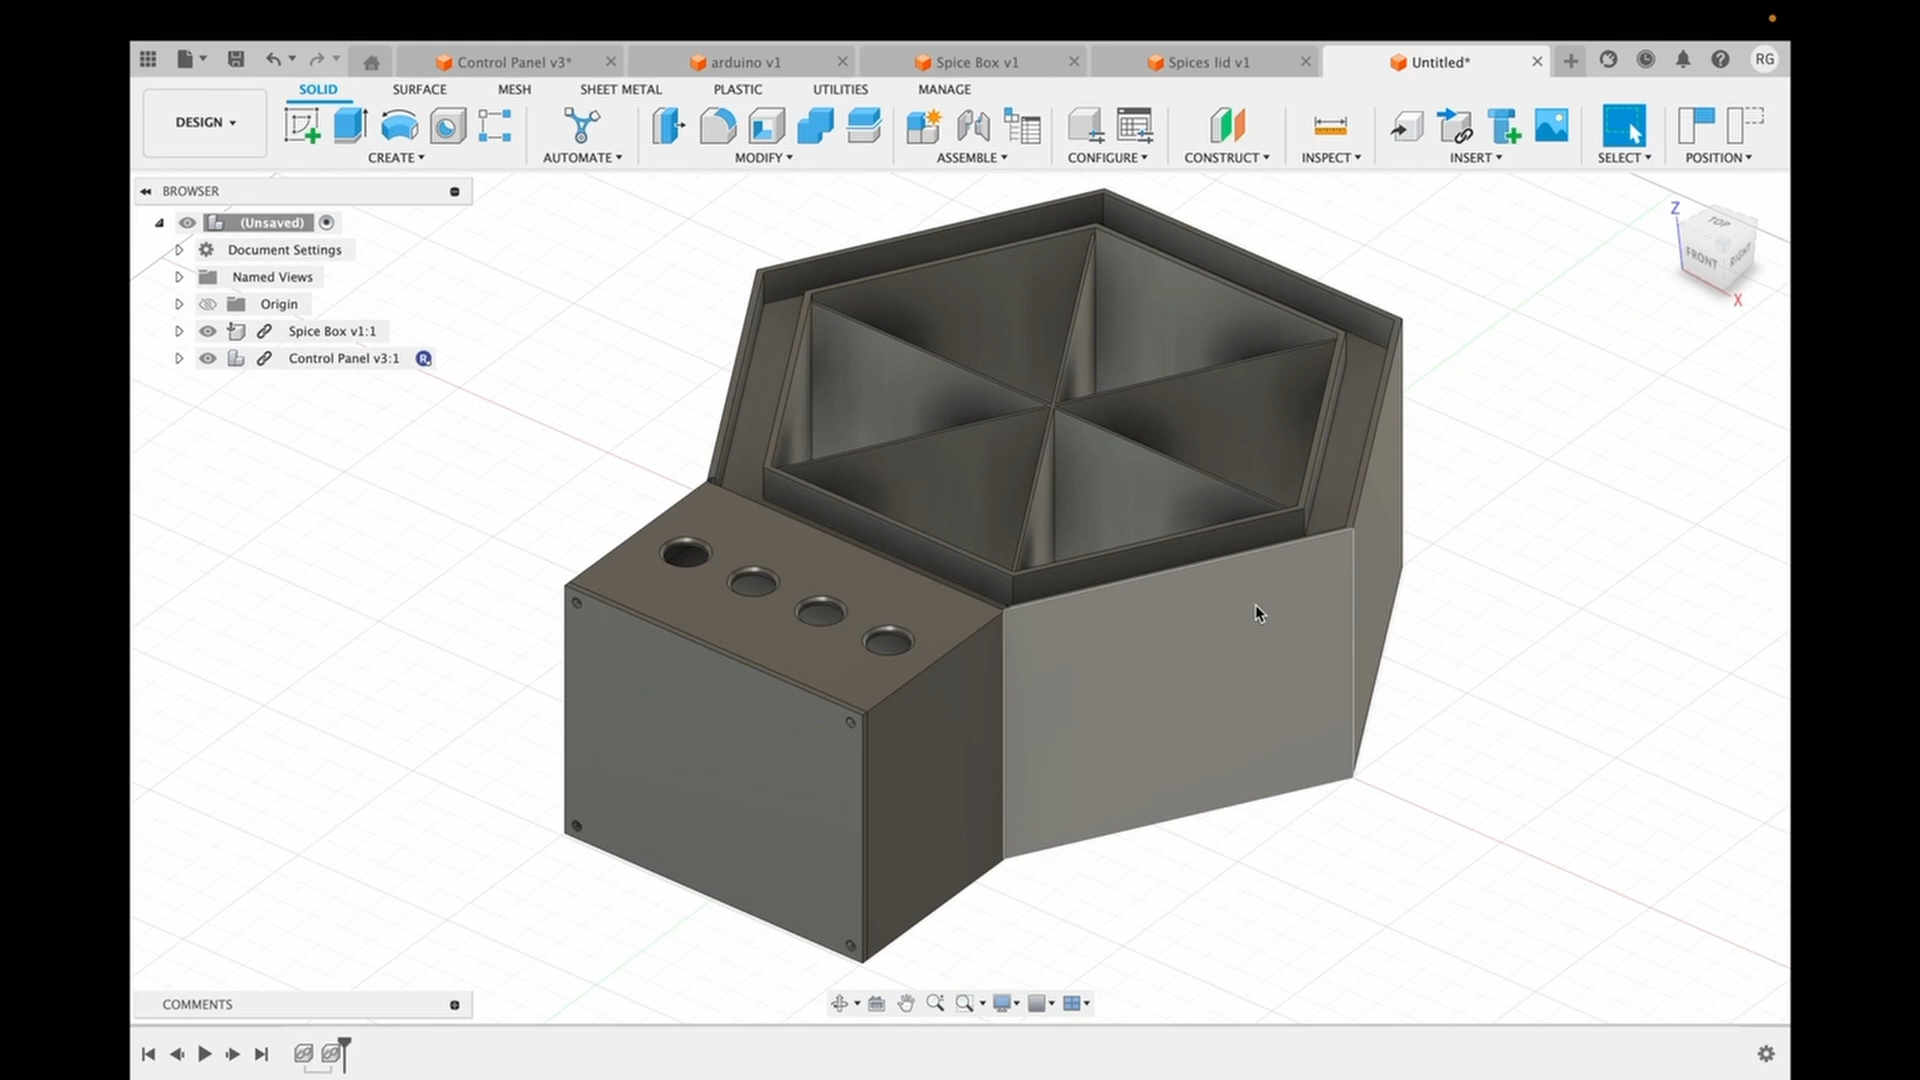 Control Panel v3*
arduino v1
Spice Box v1
Spices lid v1
Untitled*
RG
SOLID
SURFACE
MESH
SHEET METAL
PLASTIC
UTILITIES
MANAGE
DESIGN
CREATE
AUTOMATE
MODIFY
ASSEMBLE
CONFIGURE
CONSTRUCT
INSPECT
INSERT
SELECT
POSITION
BROWSER
(Unsaved)
Document Settings
Named Views
Origin
Spice Box v1:1
Control Panel v3:1
R
Z
TOP
FRONT
RIGHT
X
COMMENTS